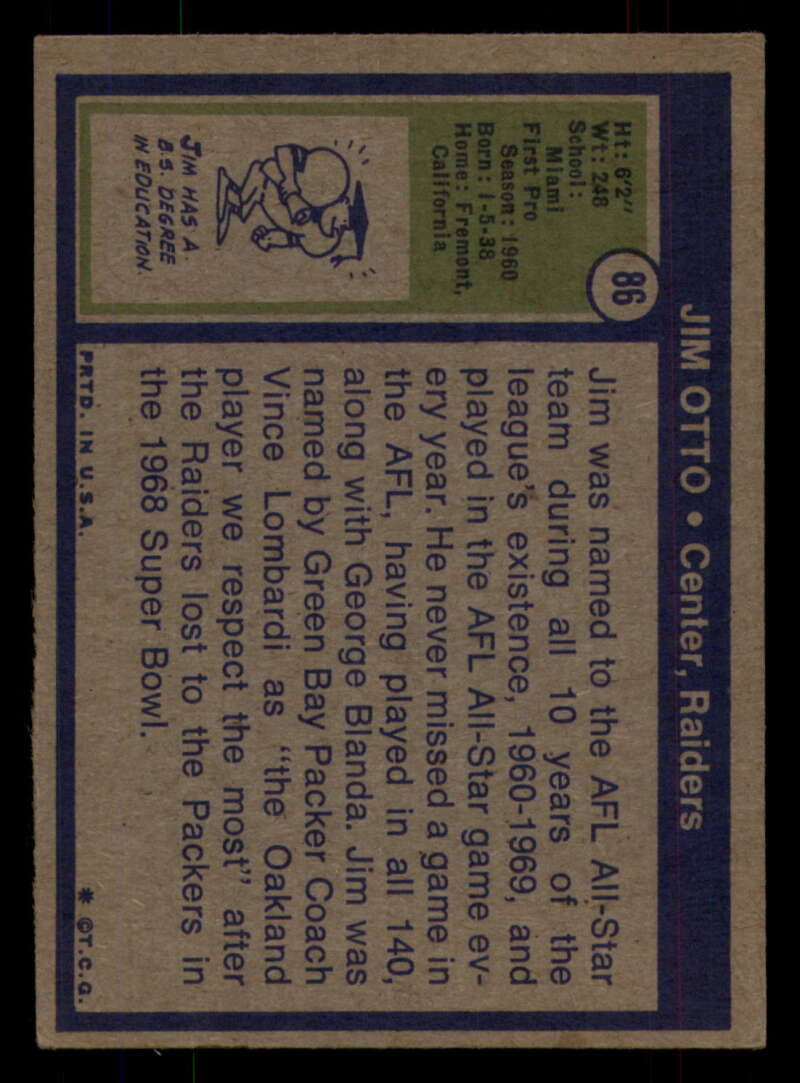 JIM OTTO • Center, Raiders
86
Ht: 6'2"
Wt: 248
School:
Miami
First Pro
Season: 1960
Born: 1-5-38
Home: Fremont,
California
JIM HAS A
B.S. DEGREE
IN EDUCATION.
Jim was named to the AFL All-Star
team during all 10 years of the
league's existence, 1960-1969, and
played in the AFL All-Star game ev-
ery year. He never missed a game in
the AFL, having played in all 140,
along with George Blanda. Jim was
named by Green Bay Packer Coach
Vince Lombardi as "the Oakland
player we respect the most" after
the Raiders lost to the Packers in
the 1968 Super Bowl.
PRTD. IN U.S.A.
* ©T.C.G.